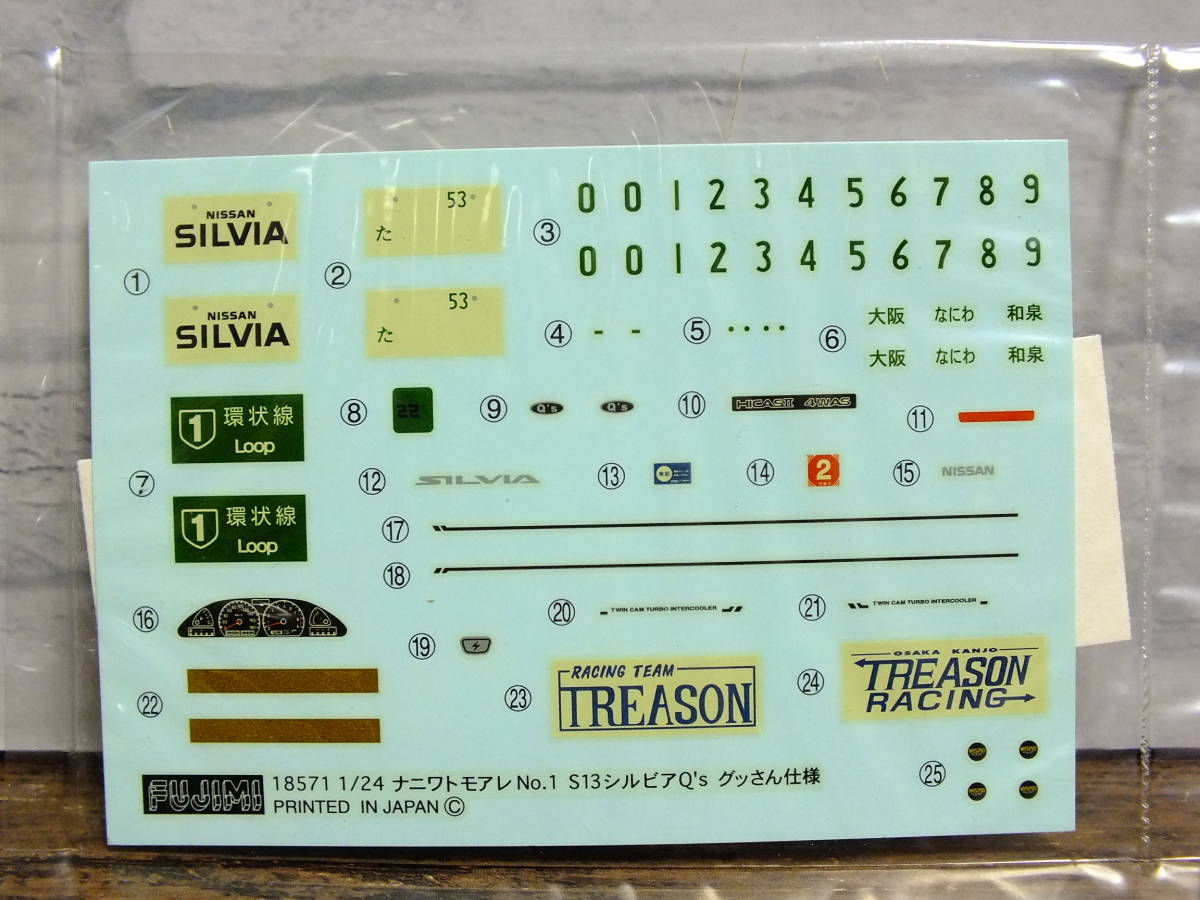 NISSAN
SILVIA
①
NISSAN
SILVIA
53
た
②
53
た
③
0 0 1 2 3 4 5 6 7 8 9
0 0 1 2 3 4 5 6 7 8 9
④ - -
⑤ ・・・・
⑥
大阪 なにわ 和泉
大阪 なにわ 和泉
1 環状線
Loop
⑦
1 環状線
Loop
⑧ 22
⑨ Q's Q's
⑩ HICASⅡ 4WAS
⑪
⑫ SILVIA
⑬
⑭ 2
⑮ NISSAN
⑯
⑰
⑱
⑲
⑳ TWIN CAM TURBO INTERCOOLER
㉑ TWIN CAM TURBO INTERCOOLER
㉒
㉓
RACING TEAM
TREASON
㉔
OSAKA KANJO
TREASON
RACING
㉕
FUJIMI
18571 1/24 ナニワトモアレNo.1 S13シルビアQ's グッさん仕様
PRINTED IN JAPAN ©